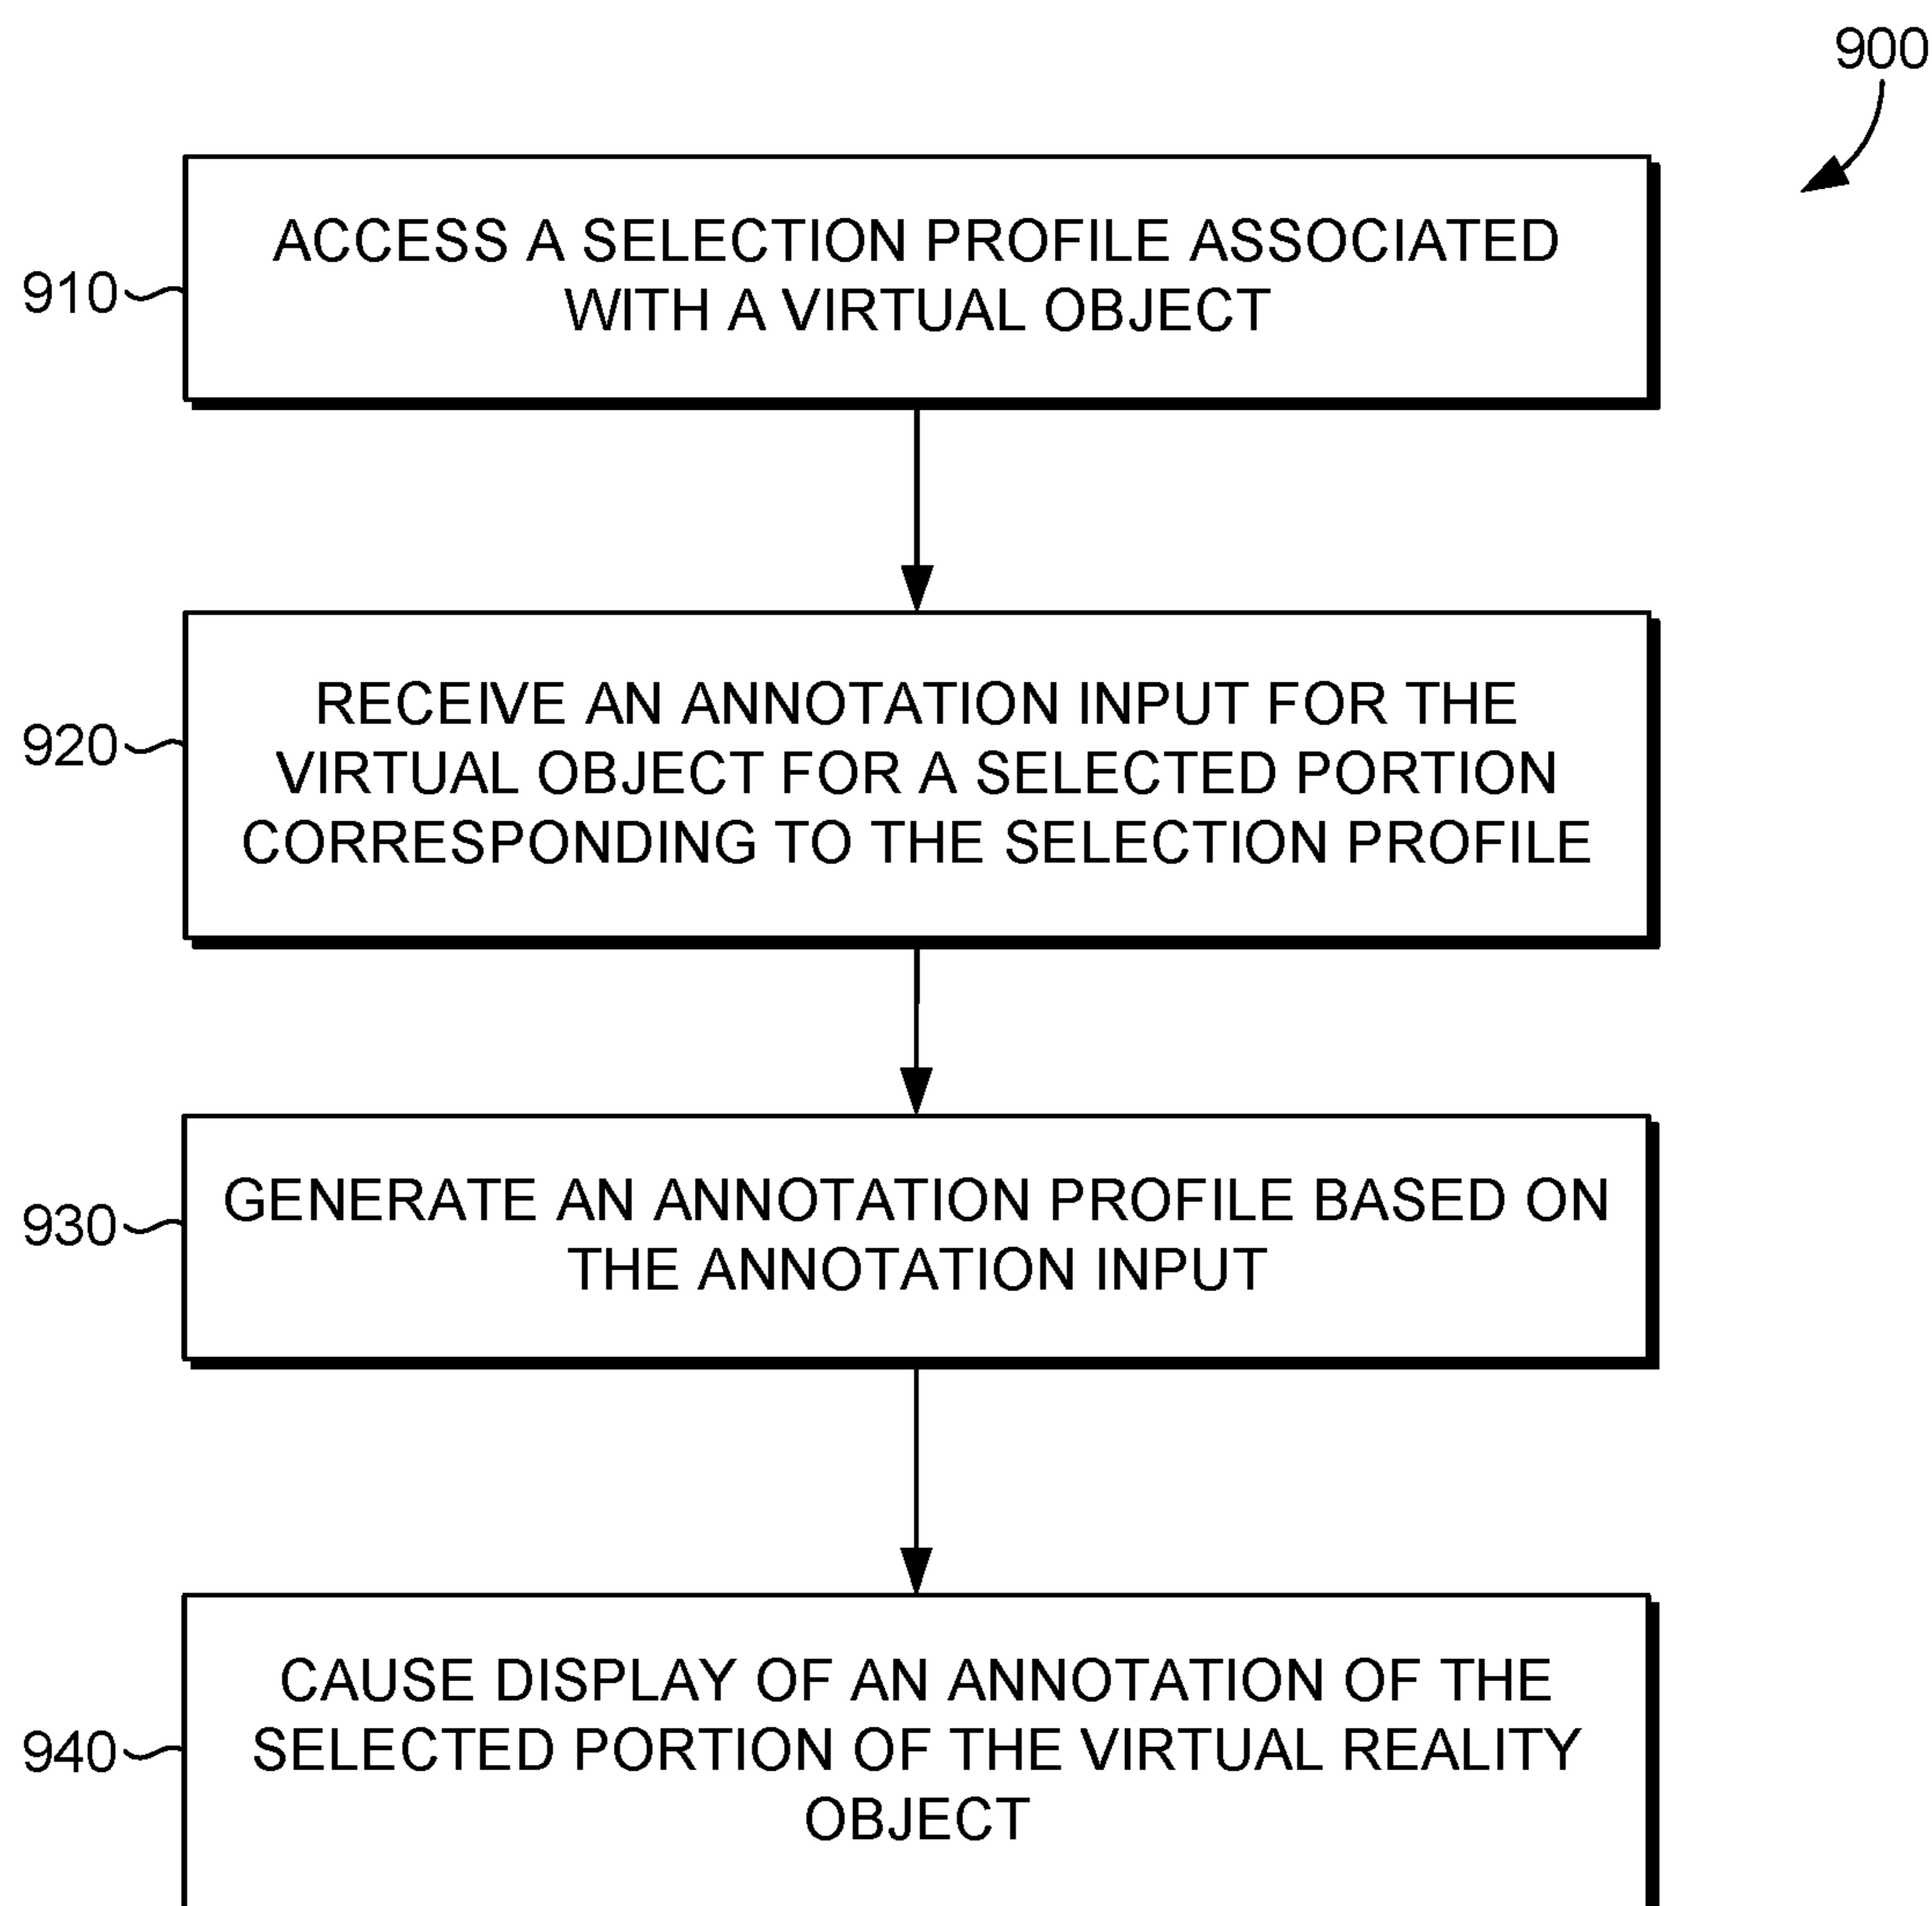 900
ACCESS A SELECTION PROFILE ASSOCIATED
WITH A VIRTUAL OBJECT
910
RECEIVE AN ANNOTATION INPUT FOR THE
VIRTUAL OBJECT FOR A SELECTED PORTION
CORRESPONDING TO THE SELECTION PROFILE
920
GENERATE AN ANNOTATION PROFILE BASED ON
THE ANNOTATION INPUT
930
CAUSE DISPLAY OF AN ANNOTATION OF THE
SELECTED PORTION OF THE VIRTUAL REALITY
OBJECT
940